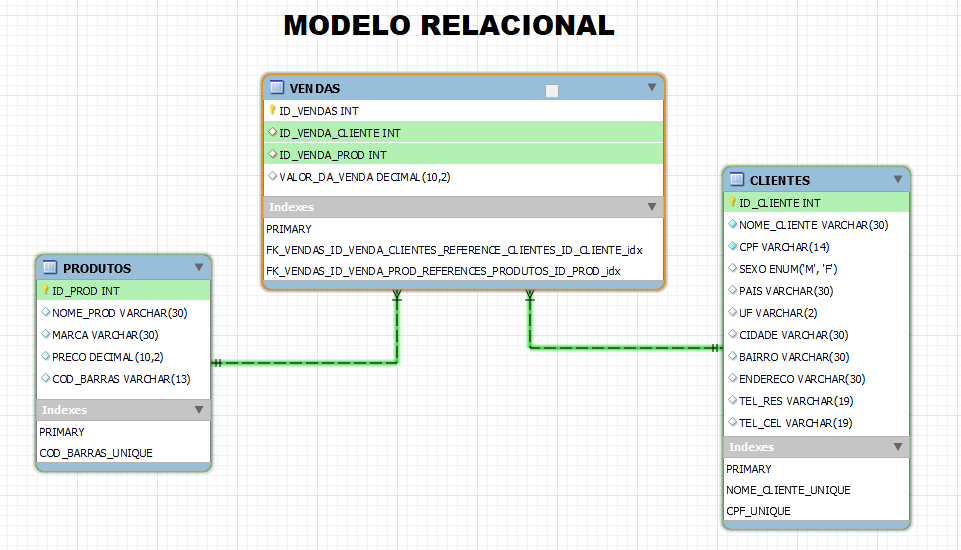 MODELO RELACIONAL
VENDAS
ID_VENDAS INT
ID_VENDA_CLIENTE INT
ID_VENDA_PROD INT
VALOR_DA_VENDA DECIMAL(10,2)
Indexes
PRIMARY
FK_VENDAS_ID_VENDA_CLIENTES_REFERENCE_CLIENTES_ID_CLIENTE_idx
FK_VENDAS_ID_VENDA_PROD_REFERENCES_PRODUTOS_ID_PROD_idx
PRODUTOS
ID_PROD INT
NOME_PROD VARCHAR(30)
MARCA VARCHAR(30)
PRECO DECIMAL(10,2)
COD_BARRAS VARCHAR(13)
Indexes
PRIMARY
COD_BARRAS_UNIQUE
CLIENTES
ID_CLIENTE INT
NOME_CLIENTE VARCHAR(30)
CPF VARCHAR(14)
SEXO ENUM('M', 'F')
PAIS VARCHAR(30)
UF VARCHAR(2)
CIDADE VARCHAR(30)
BAIRRO VARCHAR(30)
ENDERECO VARCHAR(30)
TEL_RES VARCHAR(19)
TEL_CEL VARCHAR(19)
Indexes
PRIMARY
NOME_CLIENTE_UNIQUE
CPF_UNIQUE